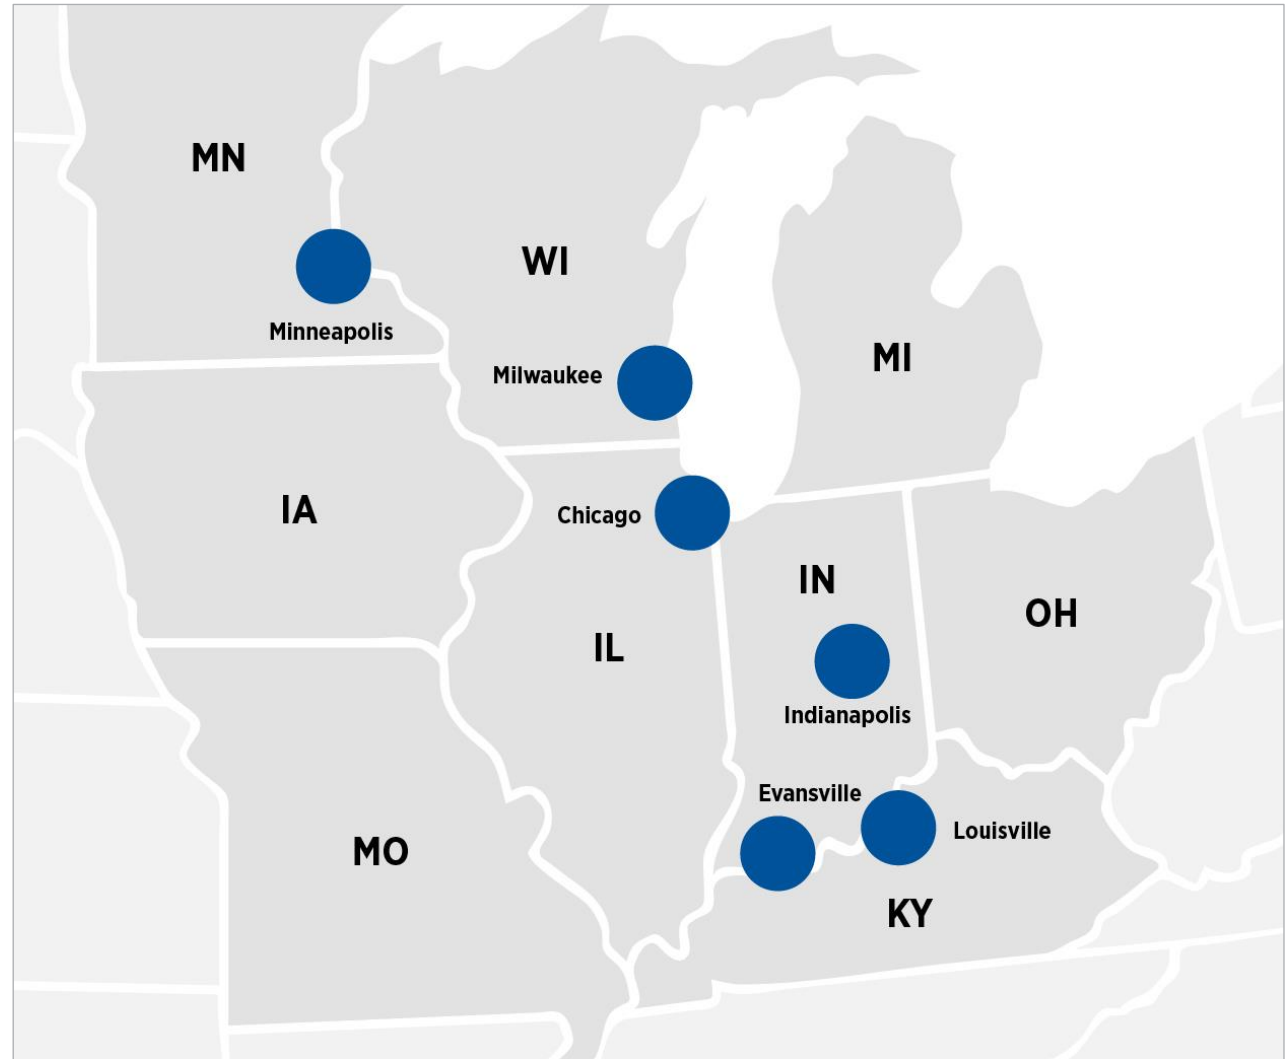 MN
WI
Minneapolis
MI
Milwaukee
IA
Chicago
IN
OH
IL
Indianapolis
Evansville
Louisville
MO
KY